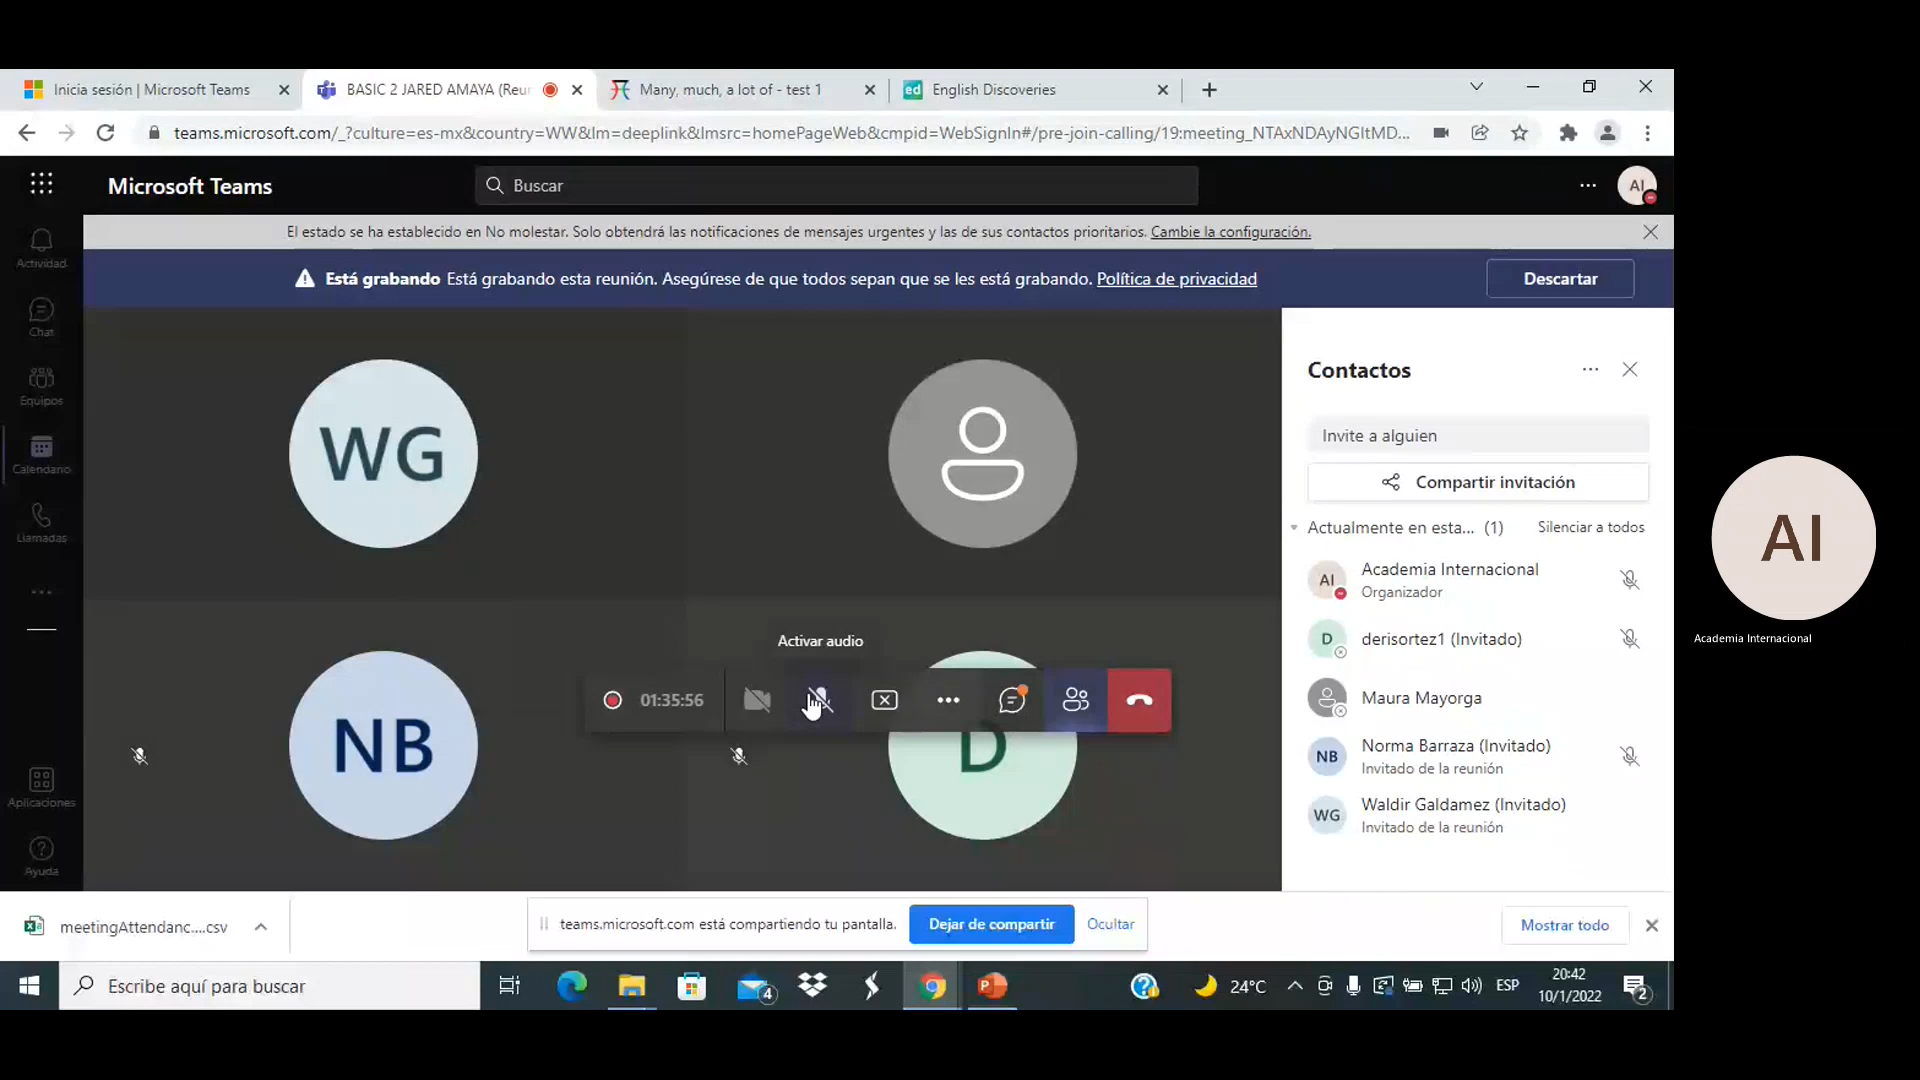 Inicia sesión | Microsoft Teams
BASIC 2 JARED AMAYA (Reur
Many, much, a lot of - test 1
ed English Discoveries
teams.microsoft.com/_?culture=es-mx&country=WW&lm=deeplink&lmsrc=homePageWeb&cmpid=WebSignIn#/pre-join-calling/19:meeting_NTAxNDAyNGItMD...
Microsoft Teams
Buscar
AI
El estado se ha establecido en No molestar. Solo obtendrá las notificaciones de mensajes urgentes y las de sus contactos prioritarios. Cambie la configuración.
Está grabando Está grabando esta reunión. Asegúrese de que todos sepan que se les está grabando. Política de privacidad
Descartar
Actividad
Chat
Equipos
Calendario
Llamadas
Aplicaciones
Ayuda
WG
NB
D
Activar audio
01:35:56
Contactos
Invite a alguien
Compartir invitación
Actualmente en esta... (1)
Silenciar a todos
AI
Academia Internacional
Organizador
D
derisortez1 (Invitado)
Maura Mayorga
NB
Norma Barraza (Invitado)
Invitado de la reunión
WG
Waldir Galdamez (Invitado)
Invitado de la reunión
AI
Academia Internacional
meetingAttendanc....csv
teams.microsoft.com está compartiendo tu pantalla.
Dejar de compartir
Ocultar
Mostrar todo
Escribe aquí para buscar
4
P
24°C
ESP
20:42
10/1/2022
2